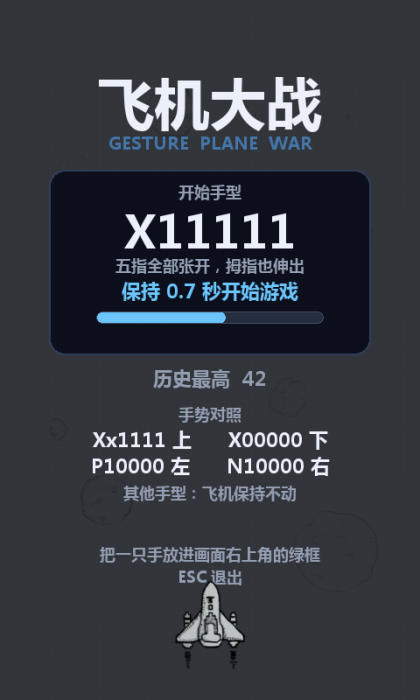 飞机大战
GESTURE PLANE WAR
开始手型
X11111
五指全部张开，拇指也伸出
保持 0.7 秒开始游戏
历史最高 42
手势对照
Xx1111 上 X00000 下
P10000 左 N10000 右
其他手型：飞机保持不动
把一只手放进画面右上角的绿框
ESC 退出